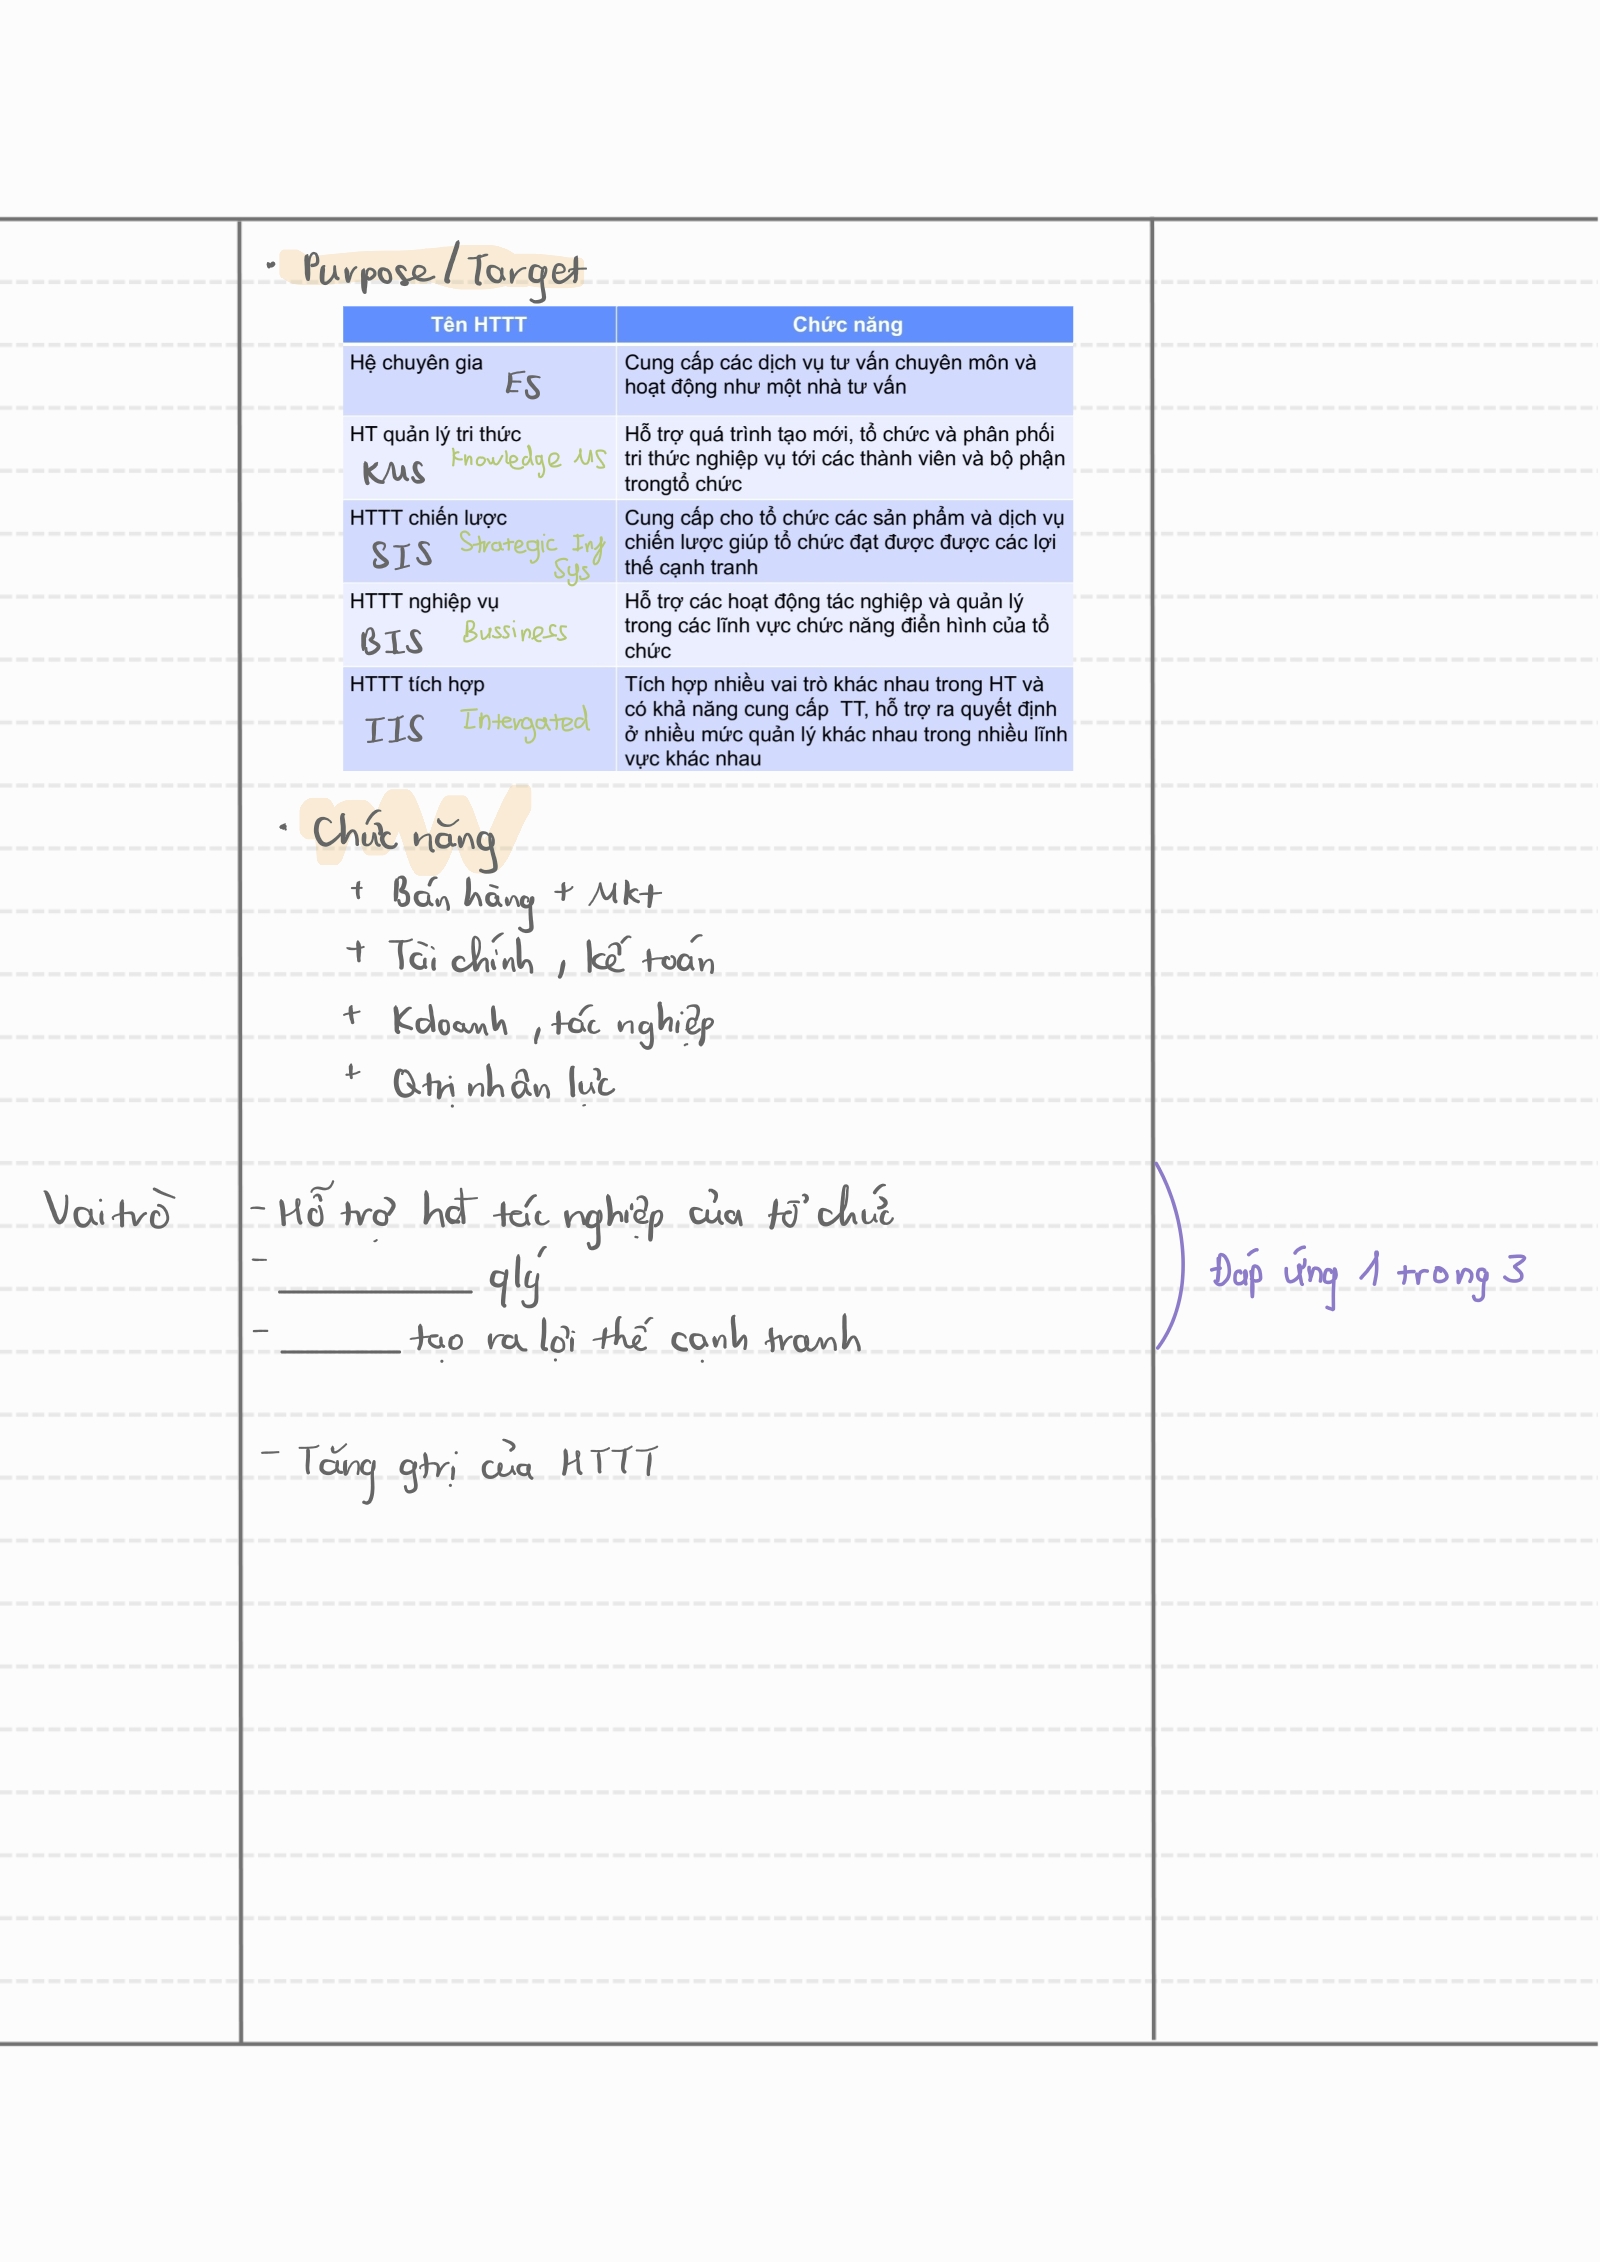 · Purpose / Target
Tên HTTT
Chức năng
Hệ chuyên gia
ES
Cung cấp các dịch vụ tư vấn chuyên môn và
hoạt động như một nhà tư vấn
HT quản lý tri thức
KMS Knowledge MS
Hỗ trợ quá trình tạo mới, tổ chức và phân phối
tri thức nghiệp vụ tới các thành viên và bộ phận
trongtổ chức
HTTT chiến lược
SIS Strategic Inf
Sys
Cung cấp cho tổ chức các sản phẩm và dịch vụ
chiến lược giúp tổ chức đạt được được các lợi
thế cạnh tranh
HTTT nghiệp vụ
BIS Bussiness
Hỗ trợ các hoạt động tác nghiệp và quản lý
trong các lĩnh vực chức năng điển hình của tổ
chức
HTTT tích hợp
IIS Intergated
Tích hợp nhiều vai trò khác nhau trong HT và
có khả năng cung cấp TT, hỗ trợ ra quyết định
ở nhiều mức quản lý khác nhau trong nhiều lĩnh
vực khác nhau
· Chức năng
+ Bán hàng + Mkt
+ Tài chính, kế toán
+ Kdoanh, tác nghiệp
+ Qtrị nhân lực
Vai trò
- Hỗ trợ hđ tác nghiệp của tổ chức
- ________ qlý
- _____ tạo ra lợi thế cạnh tranh
Đáp ứng 1 trong 3
- Tăng gtrị của HTTT